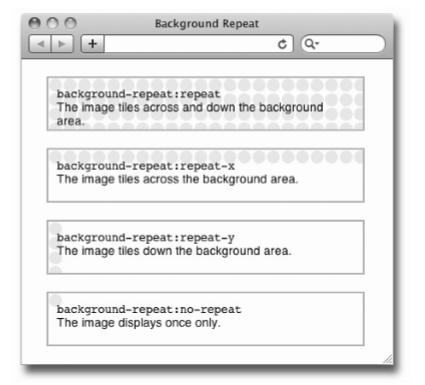 Background Repeat
background-repeat:repeat
The image tiles across and down the background
area.
background-repeat:repeat-x
The image tiles across the background area.
background-repeat:repeat-y
The image tiles down the background area.
background-repeat:no-repeat
The image displays once only.